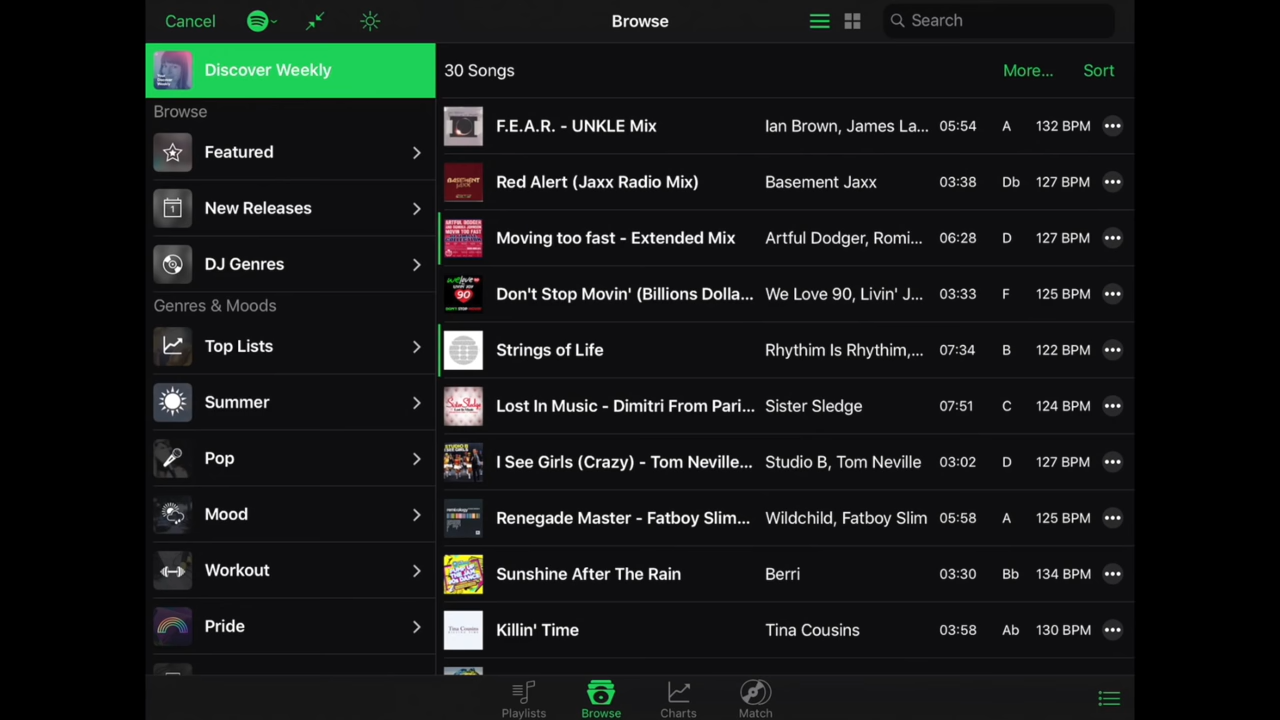 Cancel
Browse
Search
Discover Weekly
30 Songs
More...
Sort
Browse
Featured
New Releases
1
DJ Genres
Genres & Moods
Top Lists
Summer
Pop
Mood
Workout
Pride
F.E.A.R. - UNKLE Mix Ian Brown, James La... 05:54 A 132 BPM
Red Alert (Jaxx Radio Mix) Basement Jaxx 03:38 Db 127 BPM
Moving too fast - Extended Mix Artful Dodger, Romi... 06:28 D 127 BPM
Don't Stop Movin' (Billions Dolla... We Love 90, Livin' J... 03:33 F 125 BPM
Strings of Life Rhythim Is Rhythim,... 07:34 B 122 BPM
Lost In Music - Dimitri From Pari... Sister Sledge 07:51 C 124 BPM
I See Girls (Crazy) - Tom Neville... Studio B, Tom Neville 03:02 D 127 BPM
Renegade Master - Fatboy Slim... Wildchild, Fatboy Slim 05:58 A 125 BPM
Sunshine After The Rain Berri 03:30 Bb 134 BPM
Killin' Time Tina Cousins 03:58 Ab 130 BPM
Playlists
Browse
Charts
Match